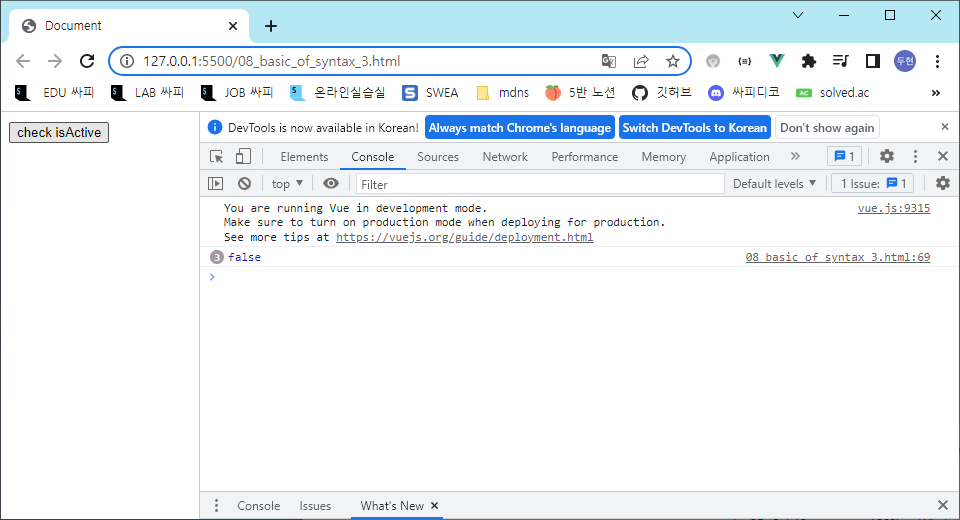 Document
127.0.0.1:5500/08_basic_of_syntax_3.html
두현
EDU 싸피 LAB 싸피 JOB 싸피 온라인실습실 SWEA mdns 5반 노션 깃허브 싸피디코 solved.ac »
check isActive
DevTools is now available in Korean! Always match Chrome's language Switch DevTools to Korean Don't show again
Elements Console Sources Network Performance Memory Application » 1
top Filter Default levels 1 Issue: 1
You are running Vue in development mode. vue.js:9315
Make sure to turn on production mode when deploying for production.
See more tips at https://vuejs.org/guide/deployment.html
3 false 08_basic_of_syntax_3.html:69
Console Issues What's New